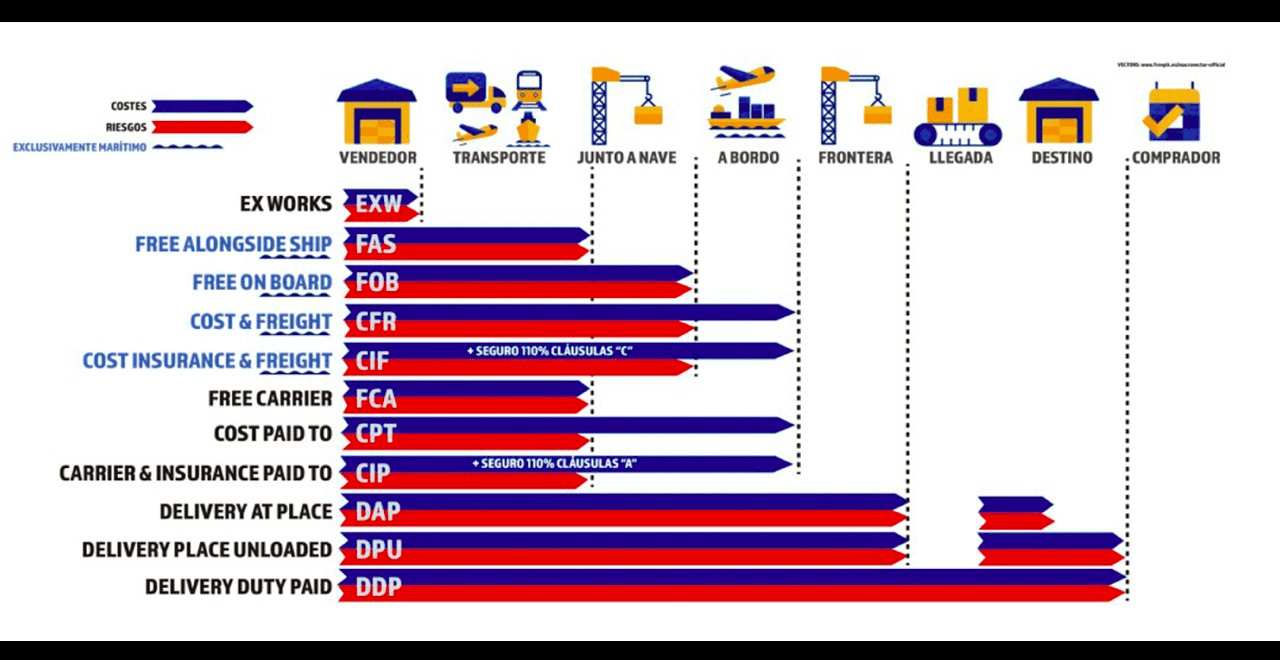 VECTORS: www.freepik.es/macrovector-official
COSTES
RIESGOS
EXCLUSIVAMENTE MARÍTIMO
VENDEDOR
TRANSPORTE
JUNTO A NAVE
A BORDO
FRONTERA
LLEGADA
DESTINO
COMPRADOR
EX WORKS EXW
FREE ALONGSIDE SHIP FAS
FREE ON BOARD FOB
COST & FREIGHT CFR
COST INSURANCE & FREIGHT CIF + SEGURO 110% CLÁUSULAS “C”
FREE CARRIER FCA
COST PAID TO CPT
CARRIER & INSURANCE PAID TO CIP + SEGURO 110% CLÁUSULAS “A”
DELIVERY AT PLACE DAP
DELIVERY PLACE UNLOADED DPU
DELIVERY DUTY PAID DDP